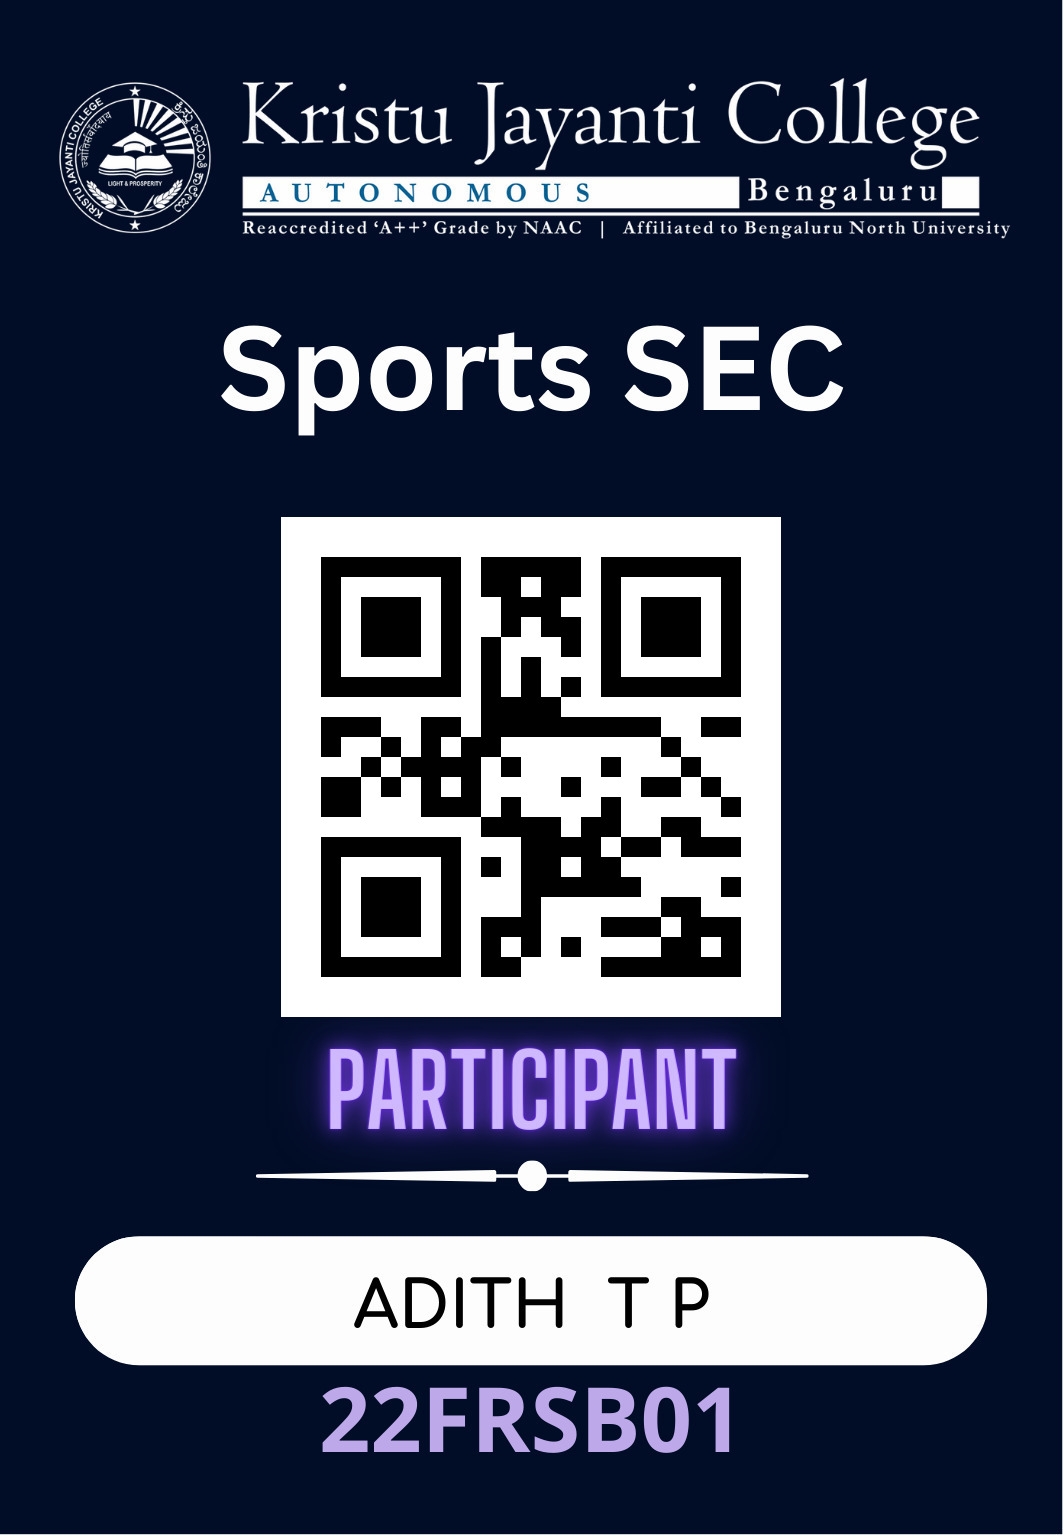 KRISTU JAYANTI COLLEGE
LIGHT & PROSPERITY
Kristu Jayanti College
AUTONOMOUS Bengaluru
Reaccredited ‘A++’ Grade by NAAC | Affiliated to Bengaluru North University
Sports SEC
PARTICIPANT
ADITH T P
22FRSB01